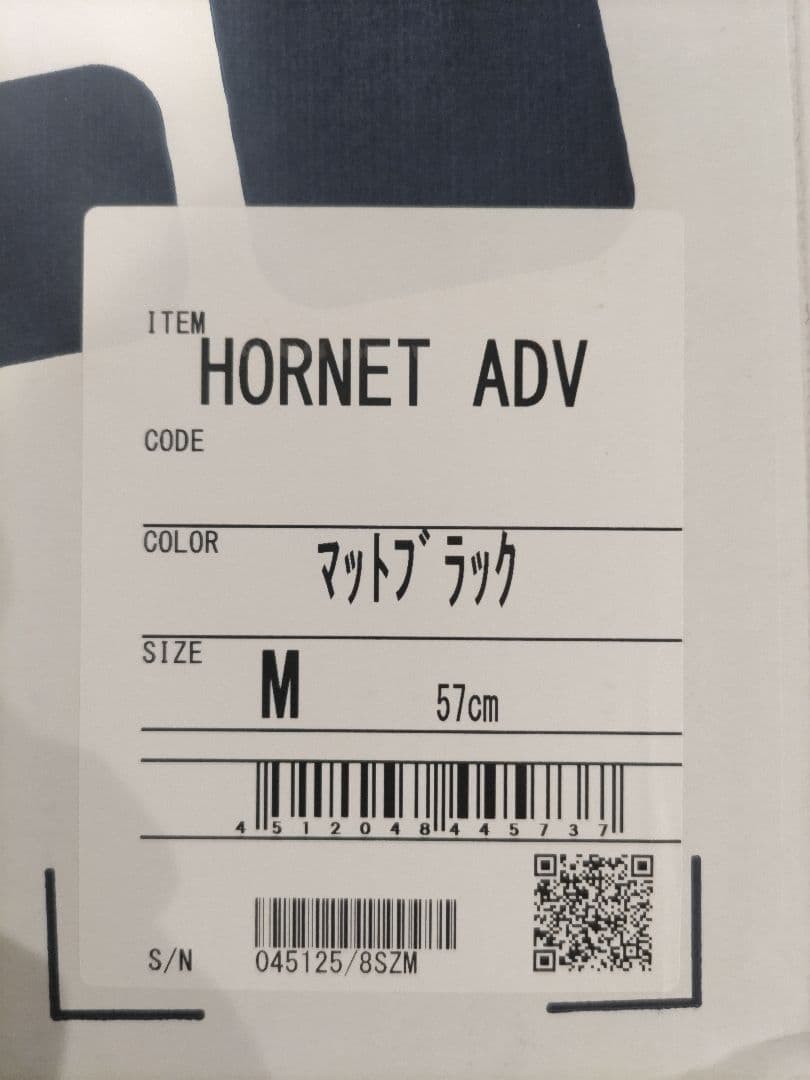 ITEM
HORNET ADV
CODE
COLOR ﾏｯﾄﾌﾞﾗｯｸ
SIZE M 57cm
4 512048 445737
S/N 045125/8SZM